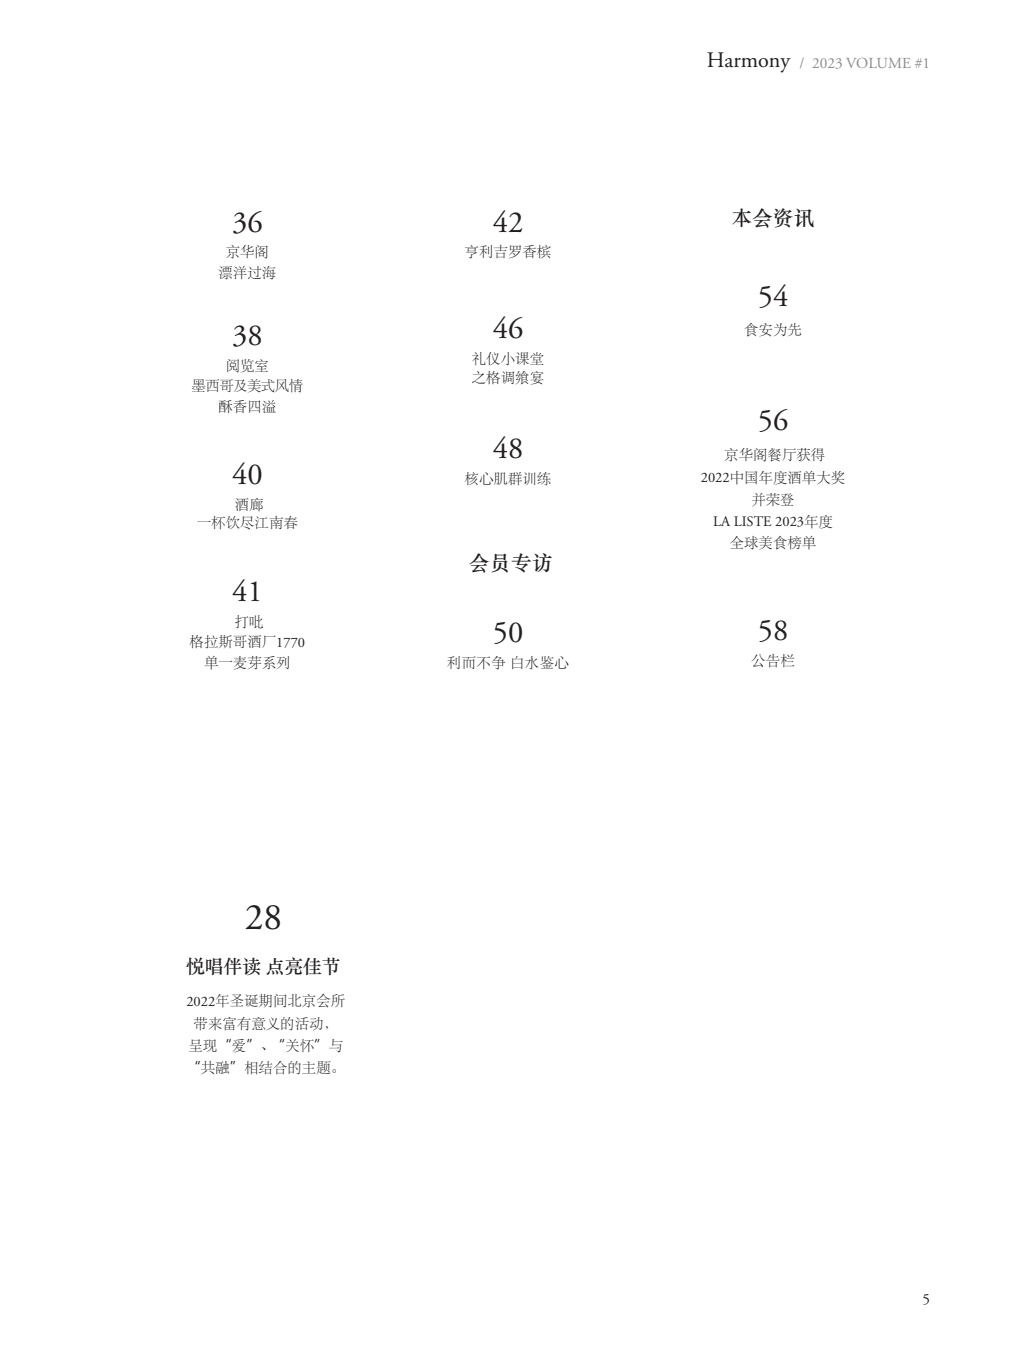 Harmony / 2023 VOLUME #1
36
京华阁
漂洋过海
38
阅览室
墨西哥及美式风情
酥香四溢
40
酒廊
一杯饮尽江南春
41
打吡
格拉斯哥酒厂1770
单一麦芽系列
42
亨利吉罗香槟
46
礼仪小课堂
之格调飨宴
48
核心肌群训练
会员专访
50
利而不争 白水鉴心
本会资讯
54
食安为先
56
京华阁餐厅获得
2022中国年度酒单大奖
并荣登
LA LISTE 2023年度
全球美食榜单
58
公告栏
28
悦唱伴读 点亮佳节
2022年圣诞期间北京会所
带来富有意义的活动，
呈现“爱”、“关怀”与
“共融”相结合的主题。
5